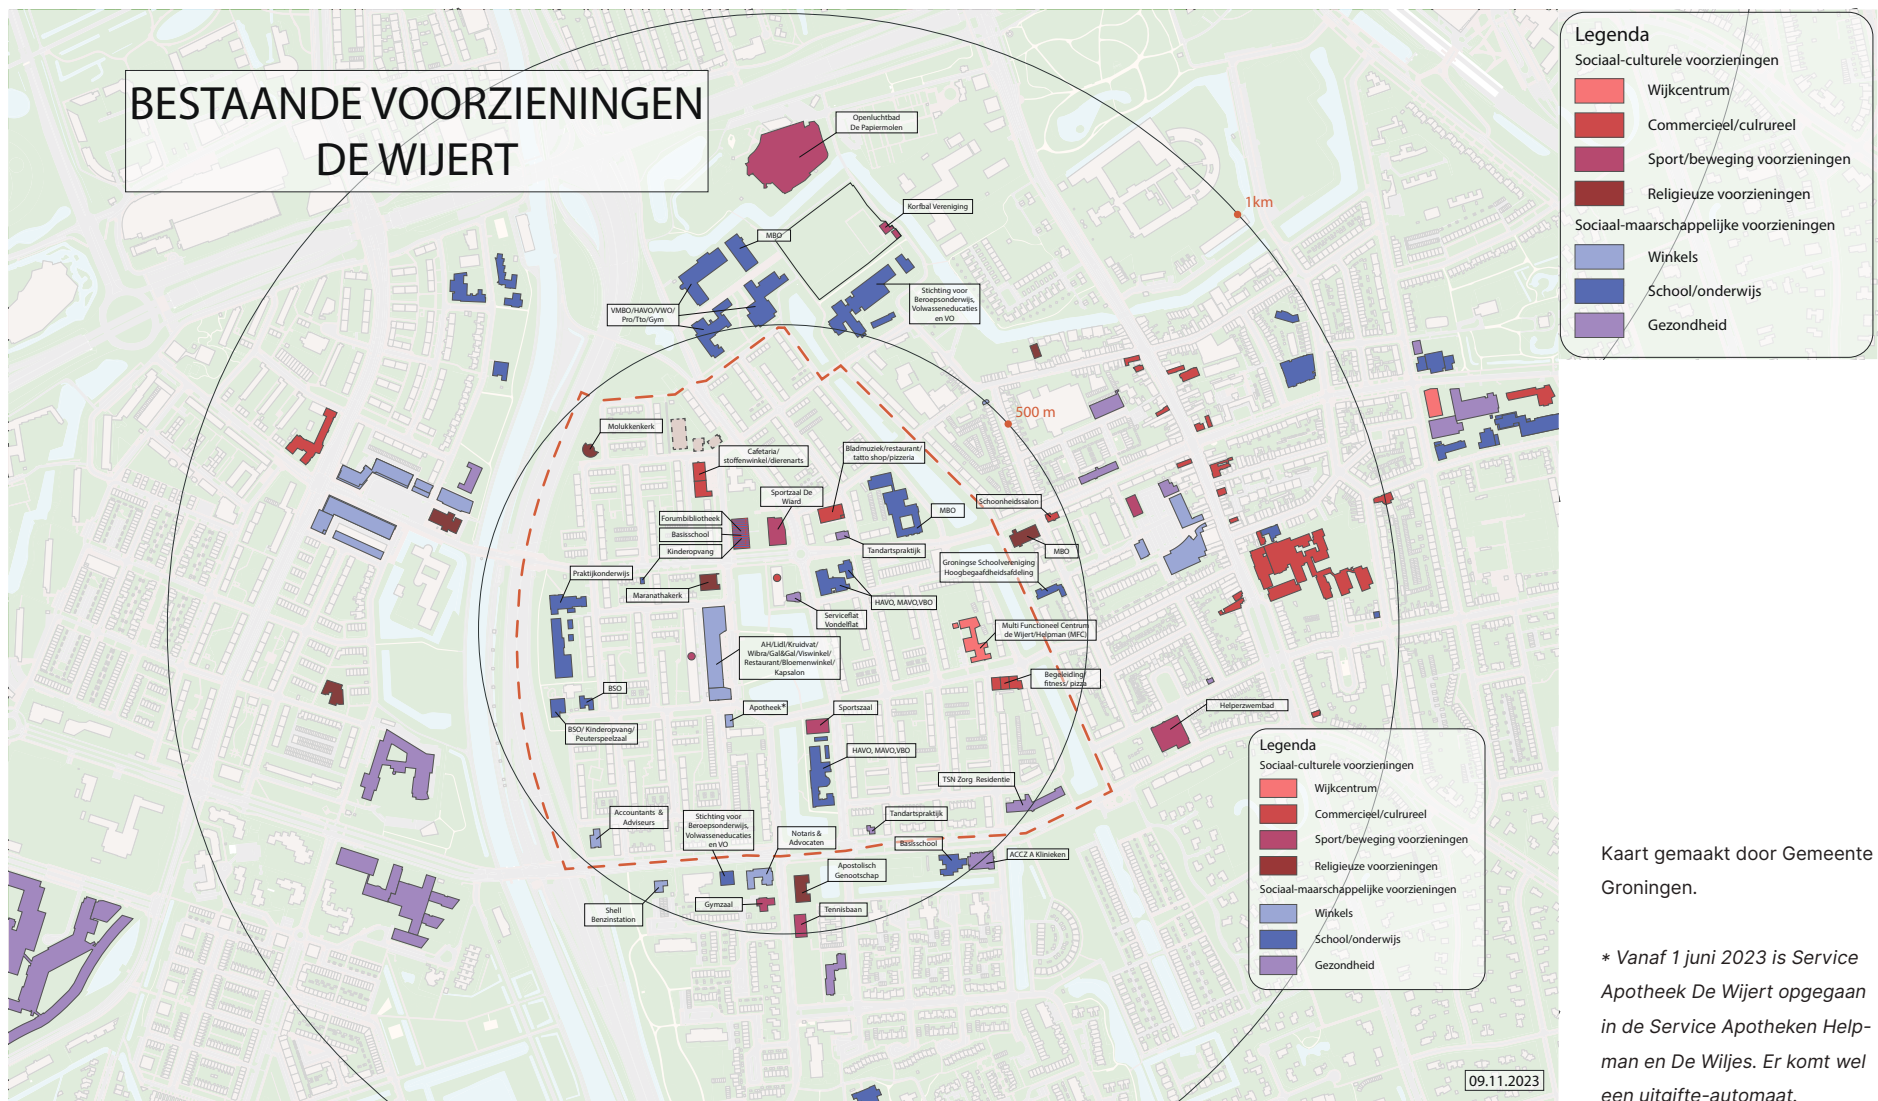 BESTAANDE VOORZIENINGEN
DE WIJERT
Openluchtbad
De Papiermolen
Korfbal Vereniging
MBO
VMBO/HAVO/VWO/
Pro/Tto/Gym
Stichting voor
Beroepsonderwijs,
Volwasseneducaties
en VO
1km
500 m
Molukkenkerk
Cafetaria/
stoffenwinkel/dierenarts
Bladmuziek/restaurant/
tatto shop/pizzeria
Sportzaal De
Wiard
Schoonheidssalon
MBO
Forumbibliotheek
Basisschool
Kinderopvang
Tandartspraktijk
MBO
Groningse Schoolvereniging
Hoogbegaafdheidsafdeling
Praktijkonderwijs
Maranathakerk
HAVO, MAVO,VBO
Serviceflat
Vondelflat
Multi Functioneel Centrum
de Wijert/Helpman (MFC)
AH/Lidl/Kruidvat/
Wibra/Gal&Gal/Viswinkel/
Restaurant/Bloemenwinkel/
Kapsalon
Begeleiding/
fitness/ pizza
BSO
Apotheek*
Sportszaal
Helperzwembad
BSO/ Kinderopvang/
Peuterspeelzaal
HAVO, MAVO,VBO
TSN Zorg Residentie
Accountants &
Adviseurs
Stichting voor
Beroepsonderwijs,
Volwasseneducaties
en VO
Notaris &
Advocaten
Tandartspraktijk
Basisschool
ACCZ A Klinieken
Apostolisch
Genootschap
Shell
Benzinstation
Gymzaal
Tennisbaan
Legenda
Sociaal-culturele voorzieningen
Wijkcentrum
Commercieel/culrureel
Sport/beweging voorzieningen
Religieuze voorzieningen
Sociaal-maarschappelijke voorzieningen
Winkels
School/onderwijs
Gezondheid
09.11.2023
Legenda
Sociaal-culturele voorzieningen
Wijkcentrum
Commercieel/culrureel
Sport/beweging voorzieningen
Religieuze voorzieningen
Sociaal-maarschappelijke voorzieningen
Winkels
School/onderwijs
Gezondheid
Kaart gemaakt door Gemeente
Groningen.
* Vanaf 1 juni 2023 is Service
Apotheek De Wijert opgegaan
in de Service Apotheken Help-
man en De Wiljes. Er komt wel
een uitgifte-automaat.